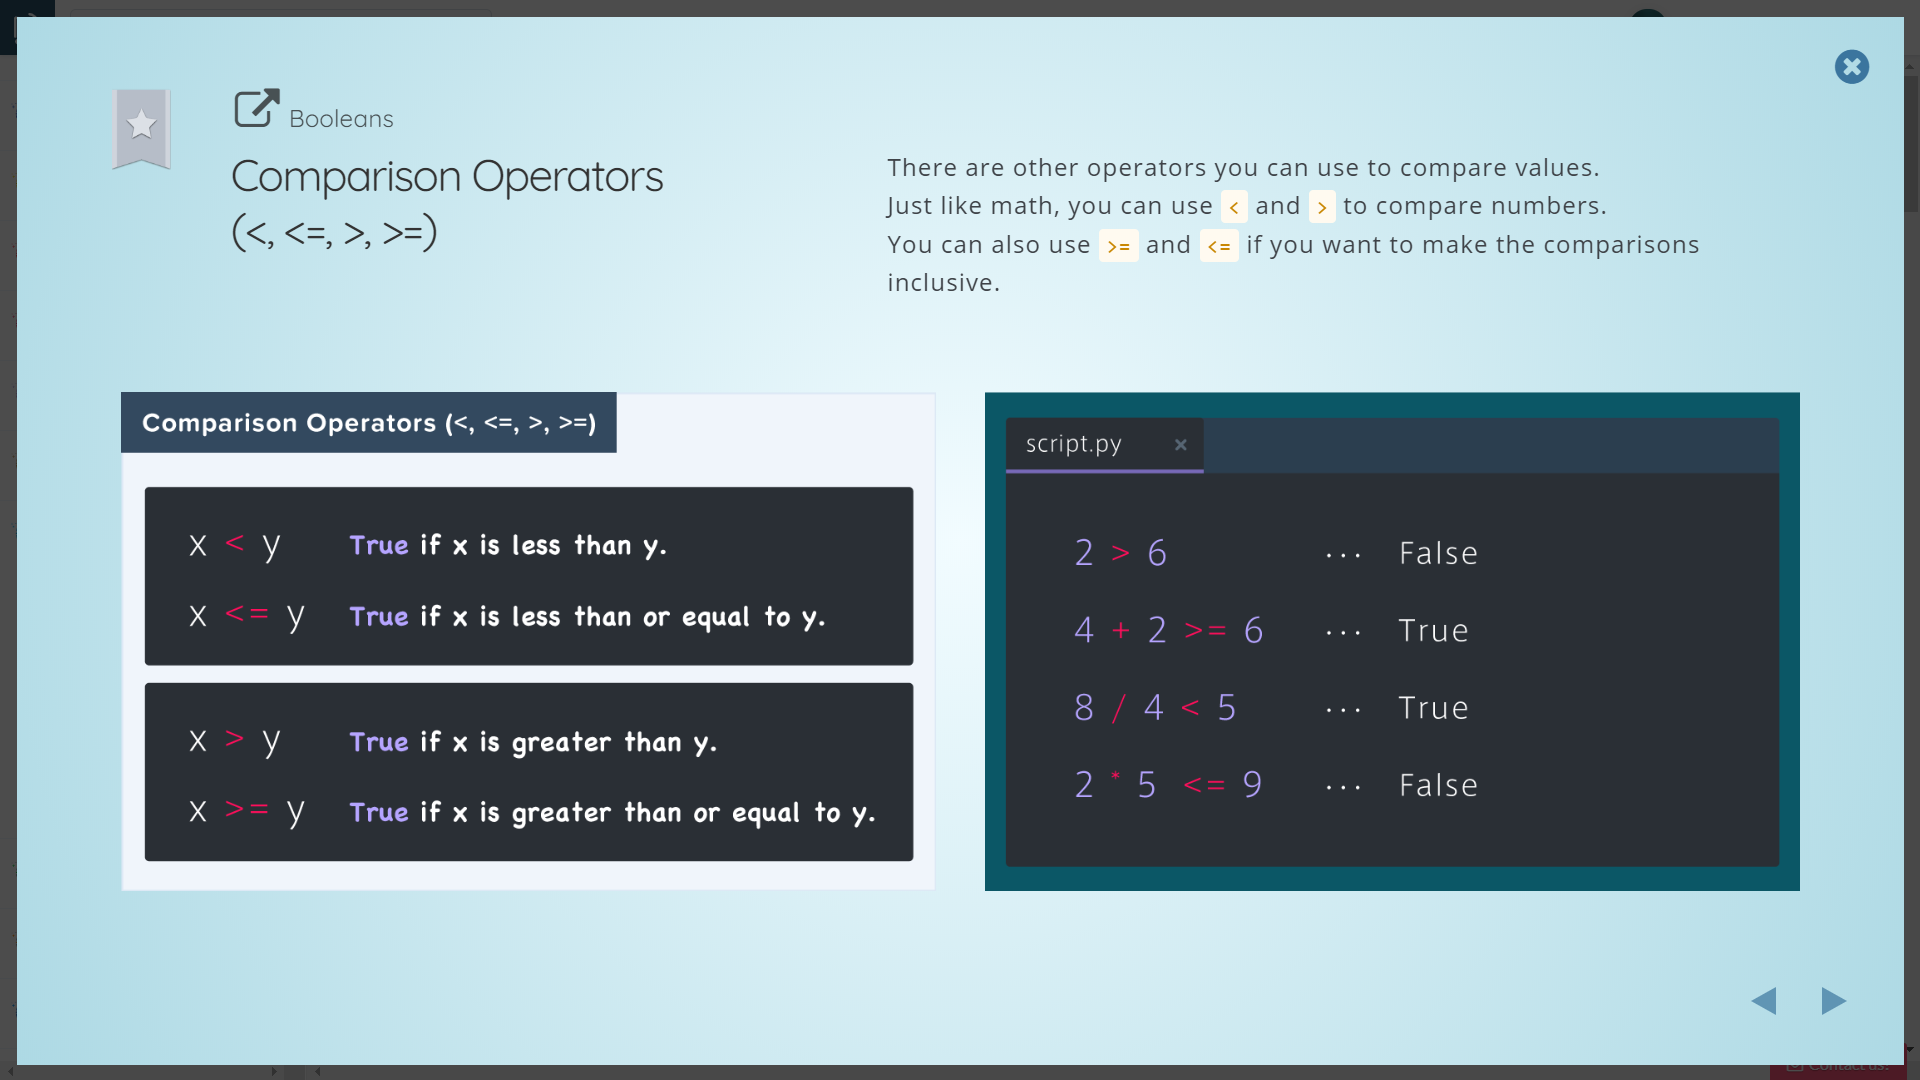 Booleans
Comparison Operators
(<, <=, >, >=)
There are other operators you can use to compare values.
Just like math, you can use < and > to compare numbers.
You can also use >= and <= if you want to make the comparisons
inclusive.
Comparison Operators (<, <=, >, >=)
x < y True if x is less than y.
x <= y True if x is less than or equal to y.
x > y True if x is greater than y.
x >= y True if x is greater than or equal to y.
script.py ×
2 > 6 ... False
4 + 2 >= 6 ... True
8 / 4 < 5 ... True
2 * 5 <= 9 ... False
Contact us!